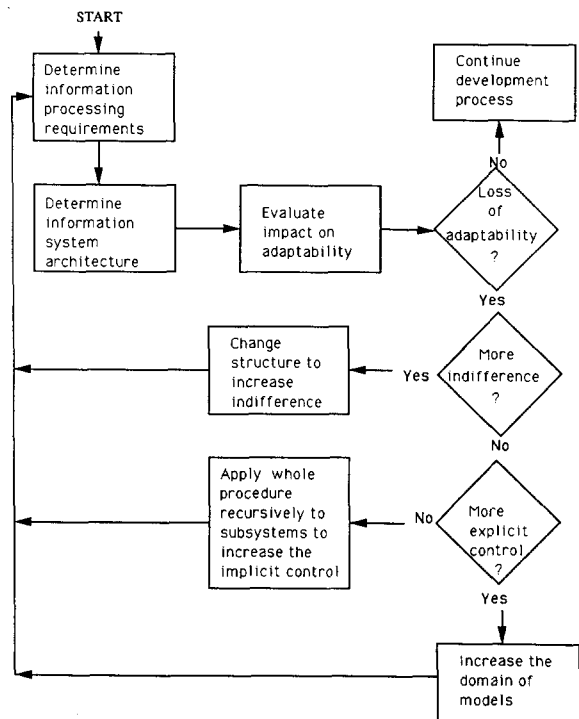 START
Determine
information
processing
requirements
Continue
development
process
No
Loss
of
adaptability
?
Determine
information
system
architecture
Evaluate
impact on
adaptability
Yes
Change
structure to
increase
indifference
Yes
More
indifference
?
No
Apply whole
procedure
recursively to
subsystems to
increase the
implicit control
No
More
explicit
control
?
Yes
Increase the
domain of
models